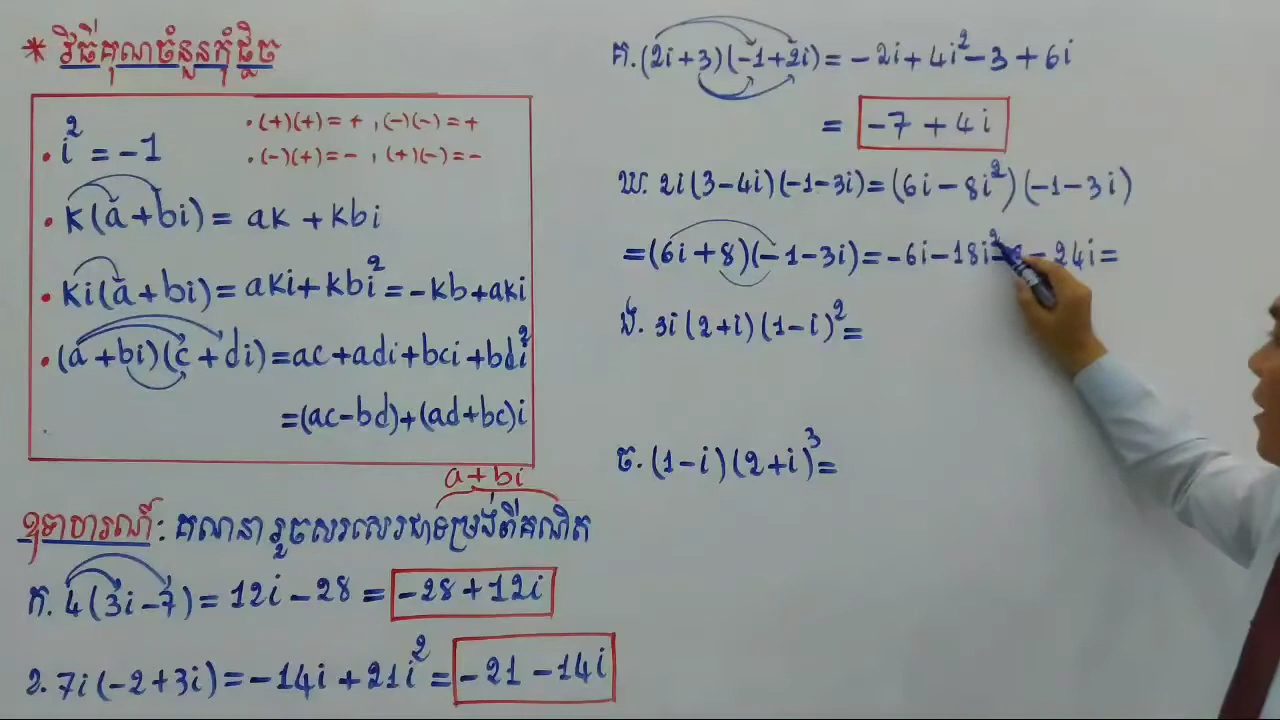 * វិធីគុណចំនួនកុំផ្លិច
• i² = -1
• (+)(+) = + , (-)(-) = +
• (-)(+) = - , (+)(-) = -
• k(a + bi) = ak + kbi
• ki(a + bi) = aki + kbi² = -kb + aki
• (a + bi)(c + di) = ac + adi + bci + bdi²
= (ac - bd) + (ad + bc)i
a + bi
ឧទាហរណ៍ : គណនា រួចសរសេរជាទម្រង់ពីគណិត
ក. 4(3i - 7) = 12i - 28 = -28 + 12i
2. 7i(-2 + 3i) = -14i + 21i² = -21 - 14i
គ. (2i + 3)(-1 + 2i) = -2i + 4i² - 3 + 6i
= -7 + 4i
ឃ. 2i(3 - 4i)(-1 - 3i) = (6i - 8i²)(-1 - 3i)
= (6i + 8)(-1 - 3i) = -6i - 18i² - 24i =
ង. 3i(2 + i)(1 - i)² =
ច. (1 - i)(2 + i)³ =